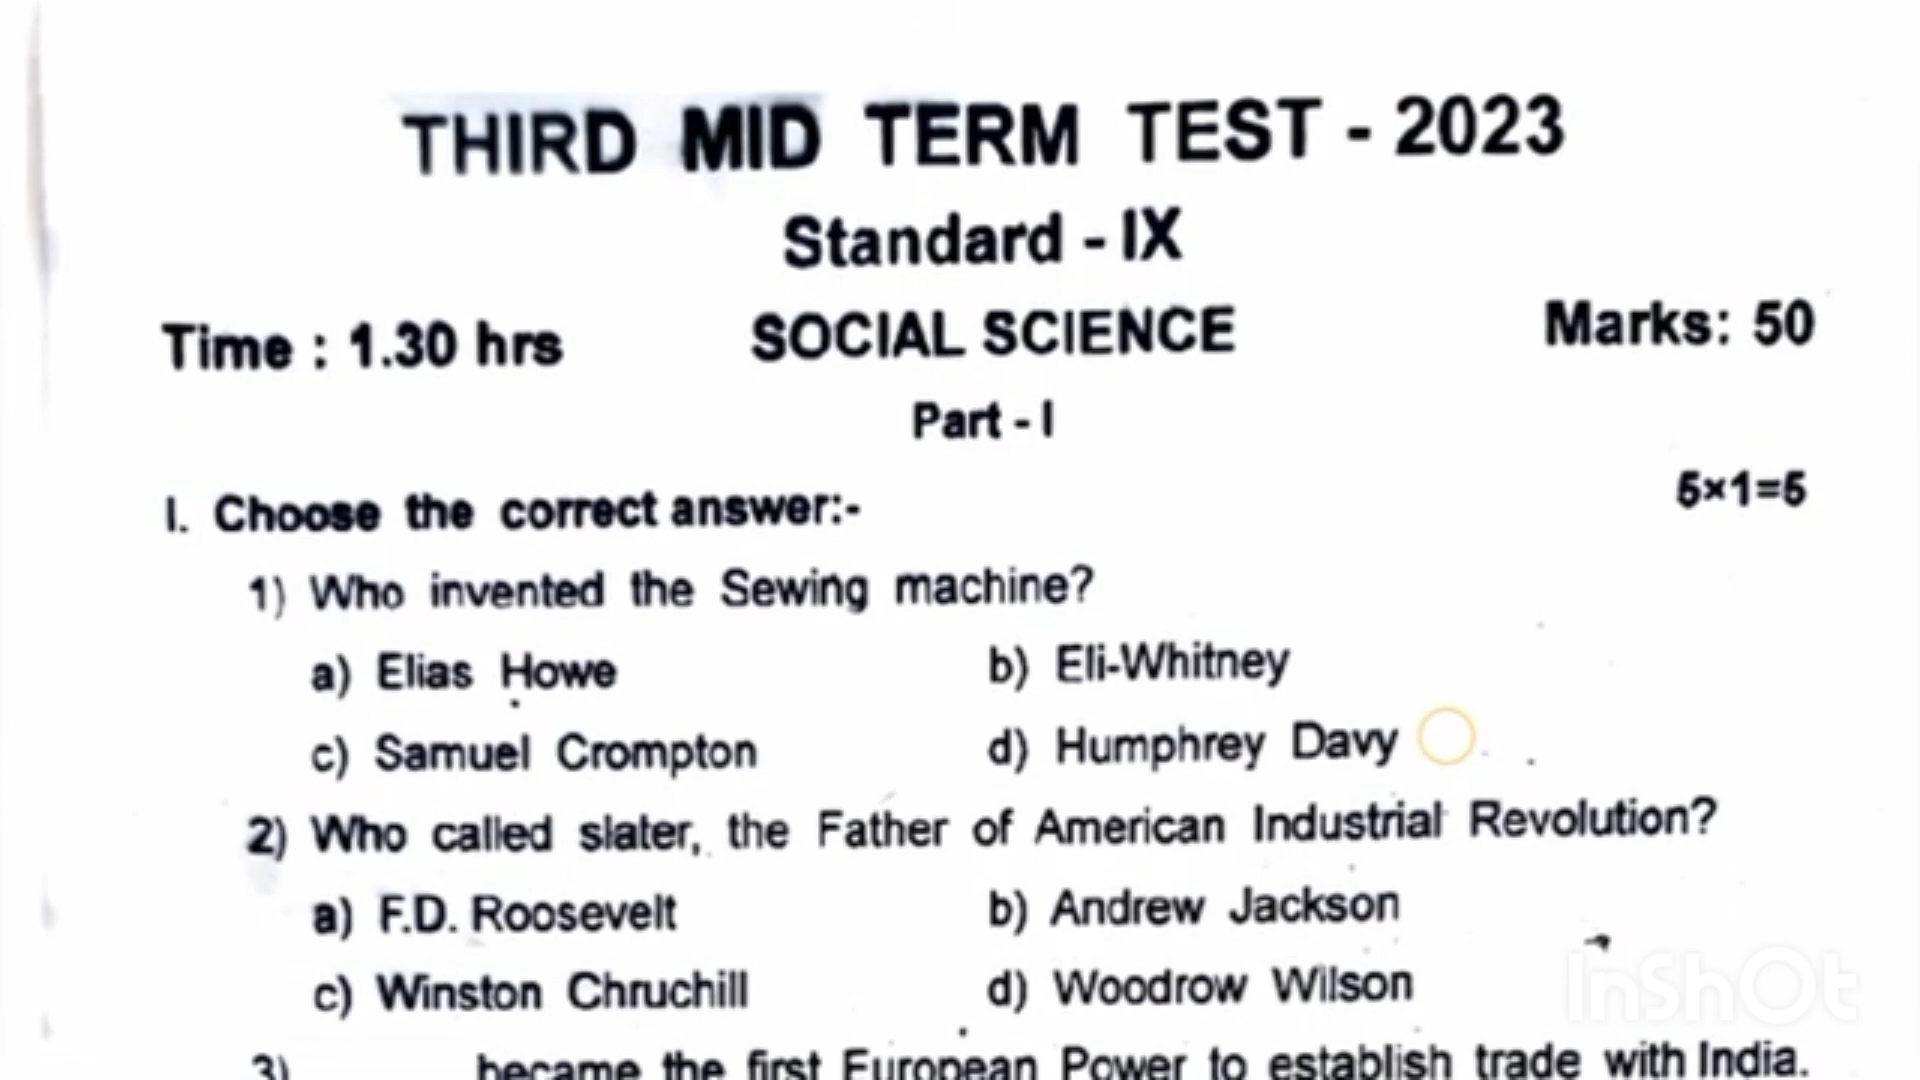 THIRD MID TERM TEST - 2023
Standard - IX
Time : 1.30 hrs SOCIAL SCIENCE Marks: 50
Part - I
I. Choose the correct answer:- 5×1=5
1) Who invented the Sewing machine?
a) Elias Howe b) Eli-Whitney
c) Samuel Crompton d) Humphrey Davy
2) Who called slater, the Father of American Industrial Revolution?
a) F.D. Roosevelt b) Andrew Jackson
c) Winston Chruchill d) Woodrow Wilson
3) became the first European Power to establish trade with India.
InShOt